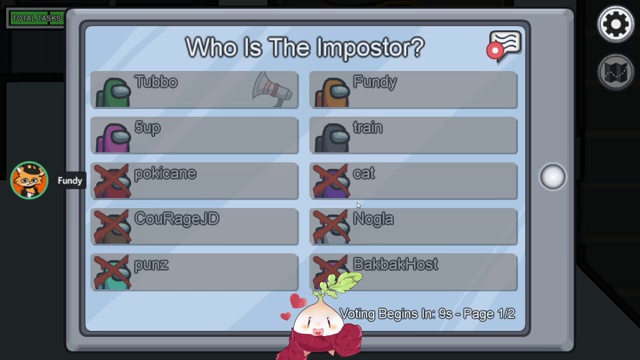 TOTAL TASKS
Who Is The Impostor?
Tubbo
Fundy
5up
train
pokicane
cat
CouRageJD
Nogla
punz
BakbakHost
Fundy
Voting Begins In: 9s - Page 1/2